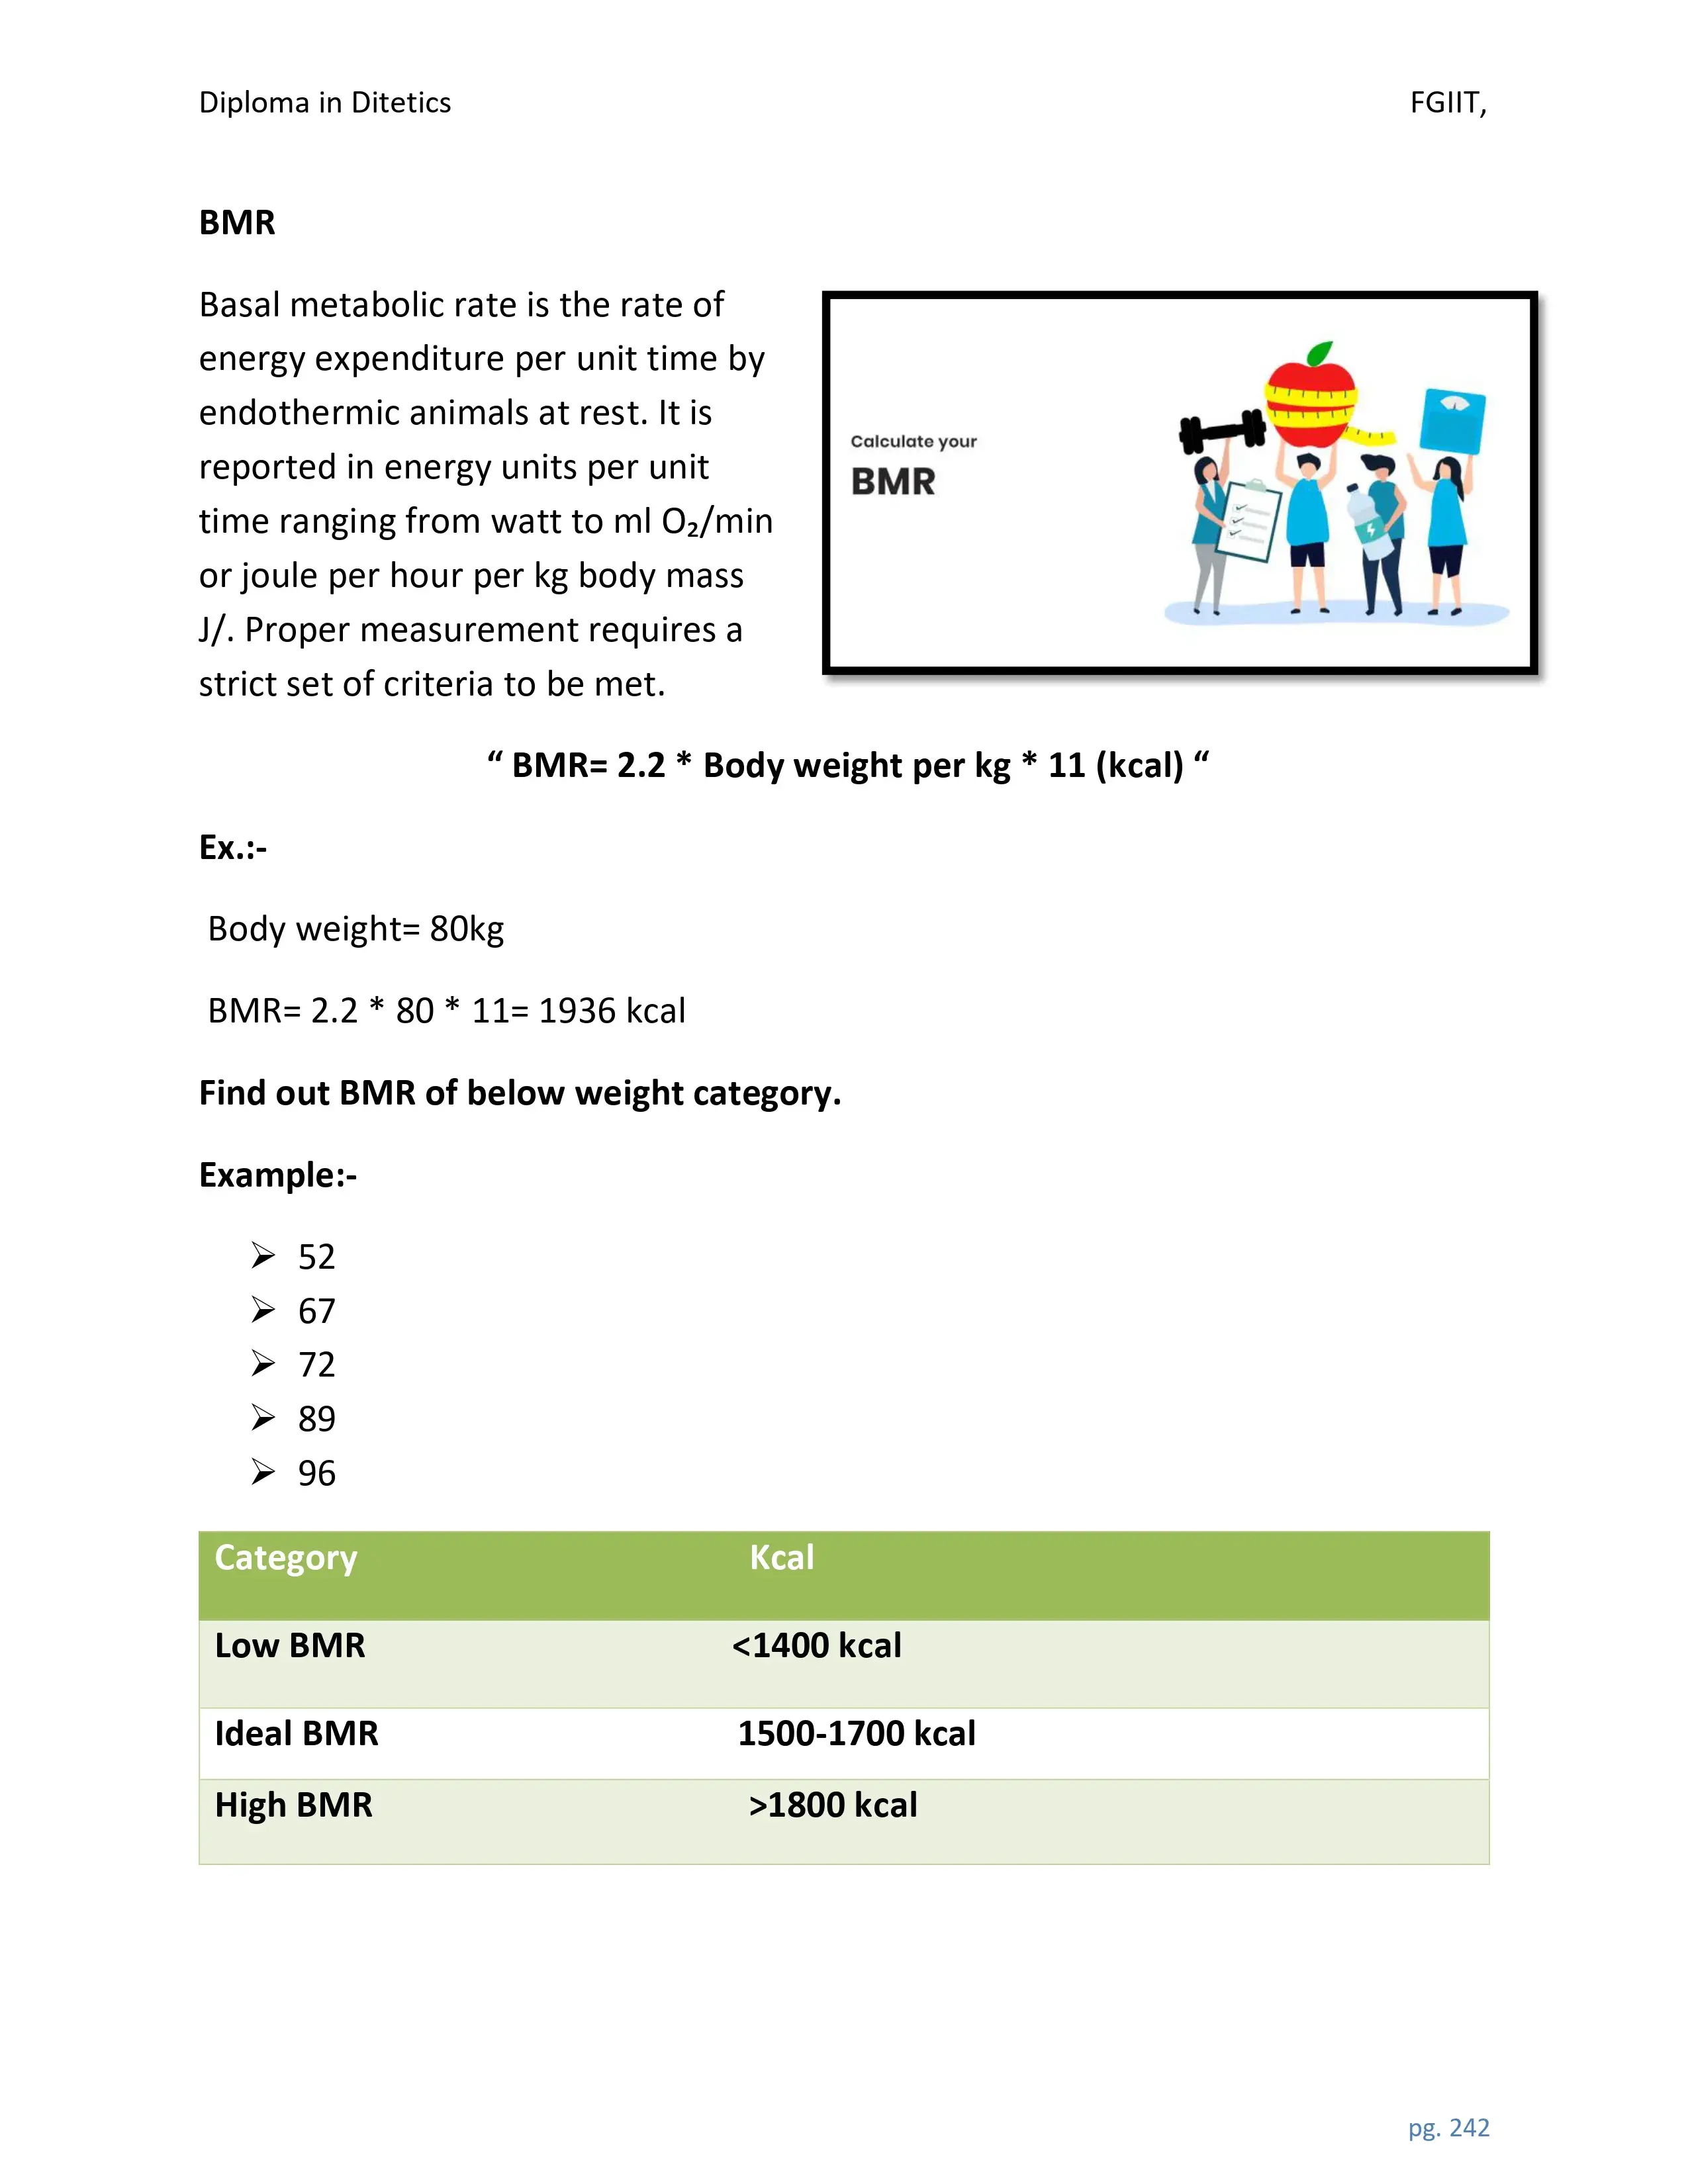 Diploma in Ditetics FGIIT,
BMR
Basal metabolic rate is the rate of
energy expenditure per unit time by
endothermic animals at rest. It is
reported in energy units per unit
time ranging from watt to ml O₂/min
or joule per hour per kg body mass
J/. Proper measurement requires a
strict set of criteria to be met.
Calculate your
BMR
“ BMR= 2.2 * Body weight per kg * 11 (kcal) “
Ex.:-
Body weight= 80kg
BMR= 2.2 * 80 * 11= 1936 kcal
Find out BMR of below weight category.
Example:-
➢ 52
➢ 67
➢ 72
➢ 89
➢ 96
Category Kcal
Low BMR <1400 kcal
Ideal BMR 1500-1700 kcal
High BMR >1800 kcal
pg. 242